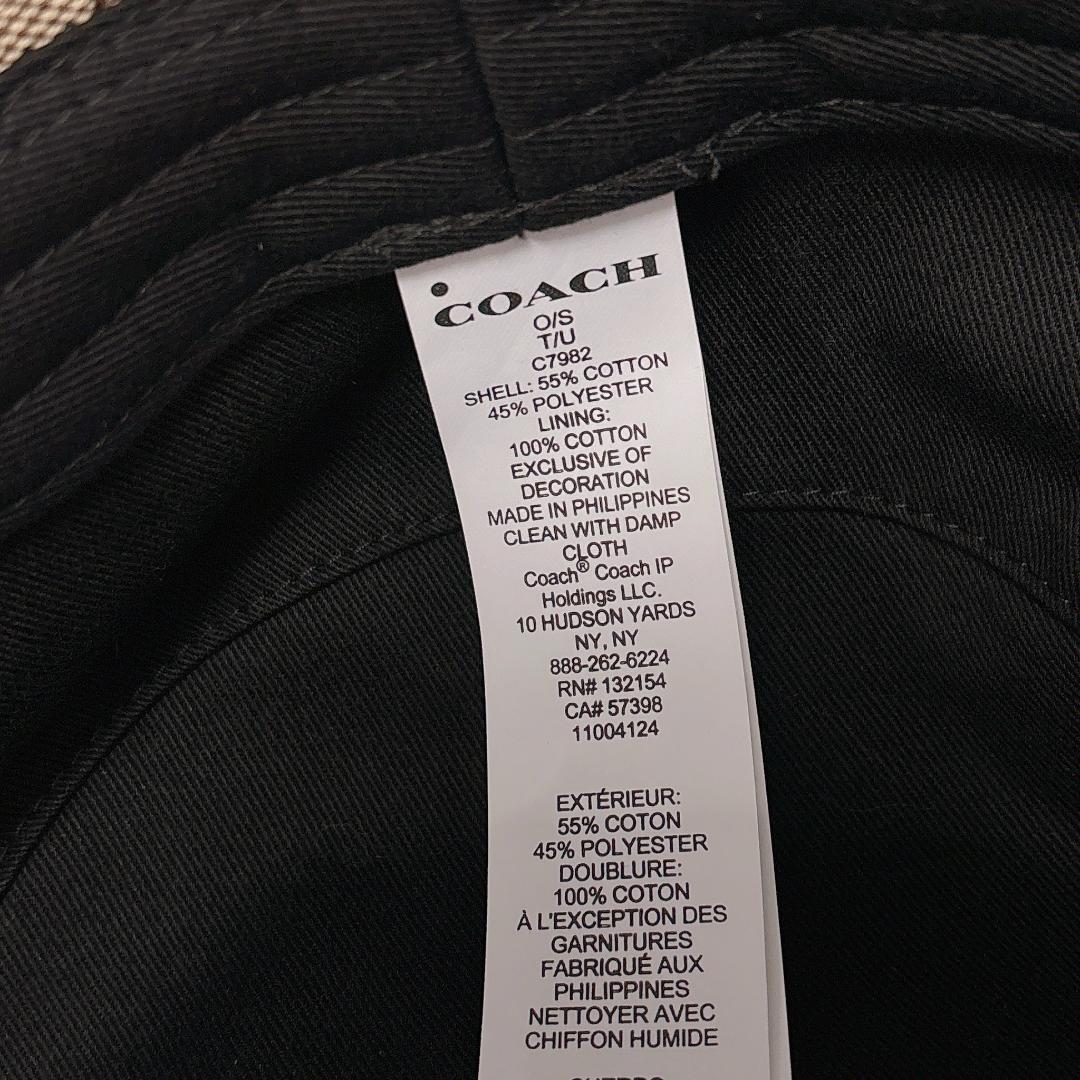 COACH
O/S
T/U
C7982
SHELL: 55% COTTON
45% POLYESTER
LINING:
100% COTTON
EXCLUSIVE OF
DECORATION
MADE IN PHILIPPINES
CLEAN WITH DAMP
CLOTH
Coach® Coach IP
Holdings LLC.
10 HUDSON YARDS
NY, NY
888-262-6224
RN# 132154
CA# 57398
11004124
EXTÉRIEUR:
55% COTON
45% POLYESTER
DOUBLURE:
100% COTON
À L'EXCEPTION DES
GARNITURES
FABRIQUÉ AUX
PHILIPPINES
NETTOYER AVEC
CHIFFON HUMIDE